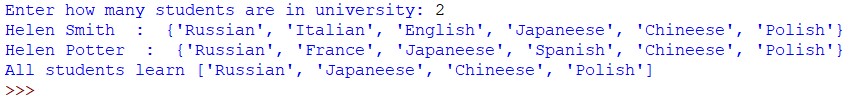 Enter how many students are in university: 2
Helen Smith  :  {'Russian', 'Italian', 'English', 'Japaneese', 'Chineese', 'Polish'}
Helen Potter  :  {'Russian', 'France', 'Japaneese', 'Spanish', 'Chineese', 'Polish'}
All students learn ['Russian', 'Japaneese', 'Chineese', 'Polish']
>>>